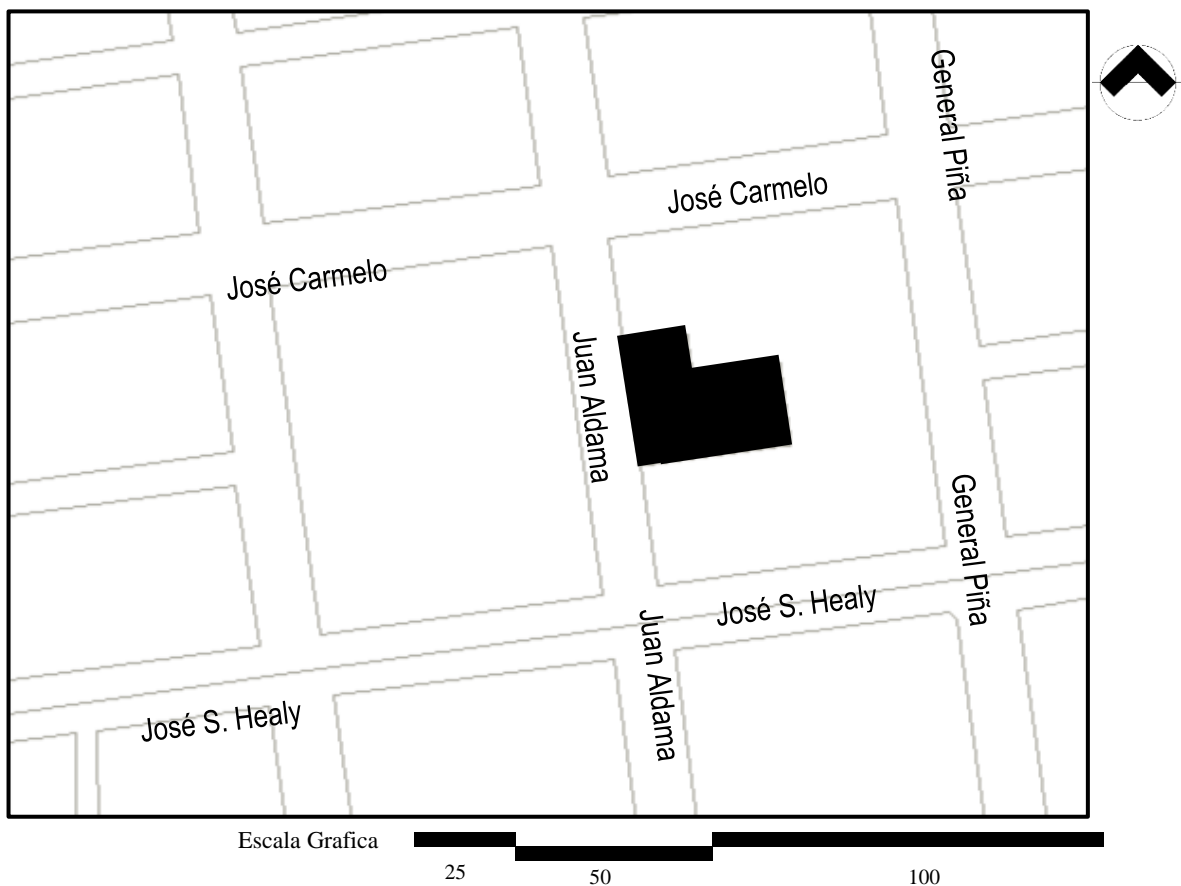 General Piña
José Carmelo
José Carmelo
Juan Aldama
General Piña
José S. Healy
Juan Aldama
José S. Healy
Escala Grafica
25
50
100